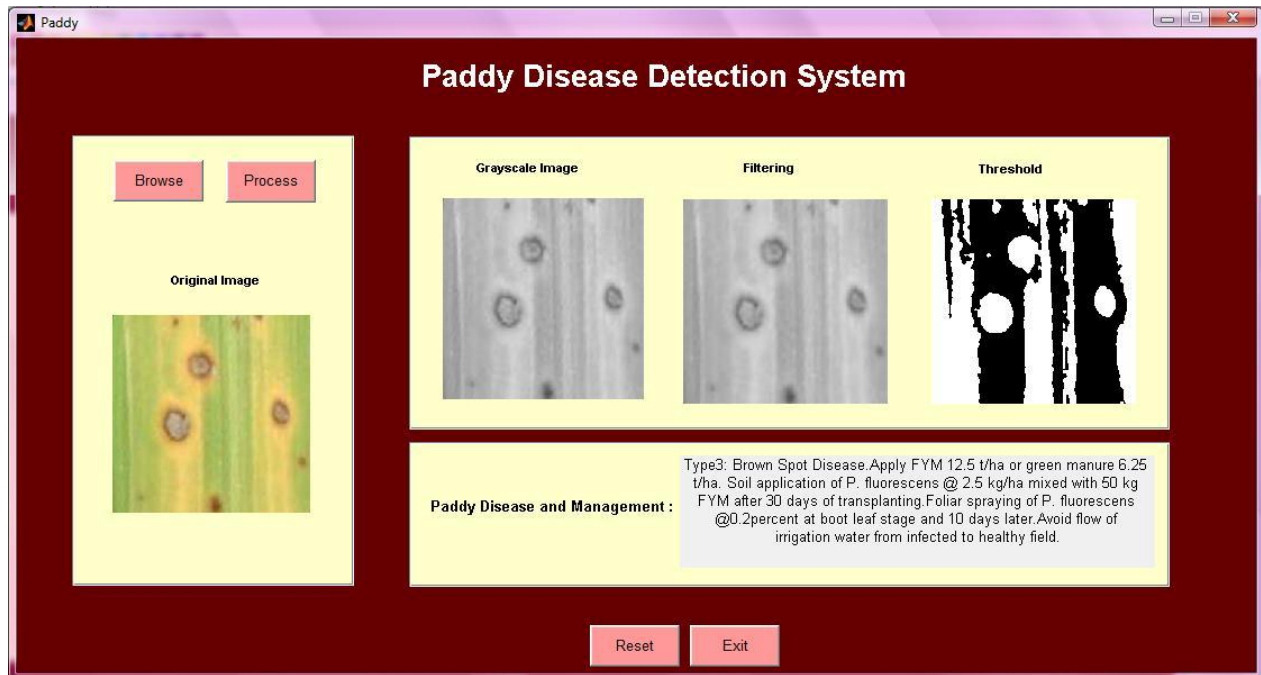 Paddy
Paddy Disease Detection System
Browse
Process
Original Image
Grayscale Image
Filtering
Threshold
Paddy Disease and Management :
Type3: Brown Spot Disease.Apply FYM 12.5 t/ha or green manure 6.25
t/ha. Soil application of P. fluorescens @ 2.5 kg/ha mixed with 50 kg
FYM after 30 days of transplanting.Foliar spraying of P. fluorescens
@0.2percent at boot leaf stage and 10 days later.Avoid flow of
irrigation water from infected to healthy field.
Reset
Exit